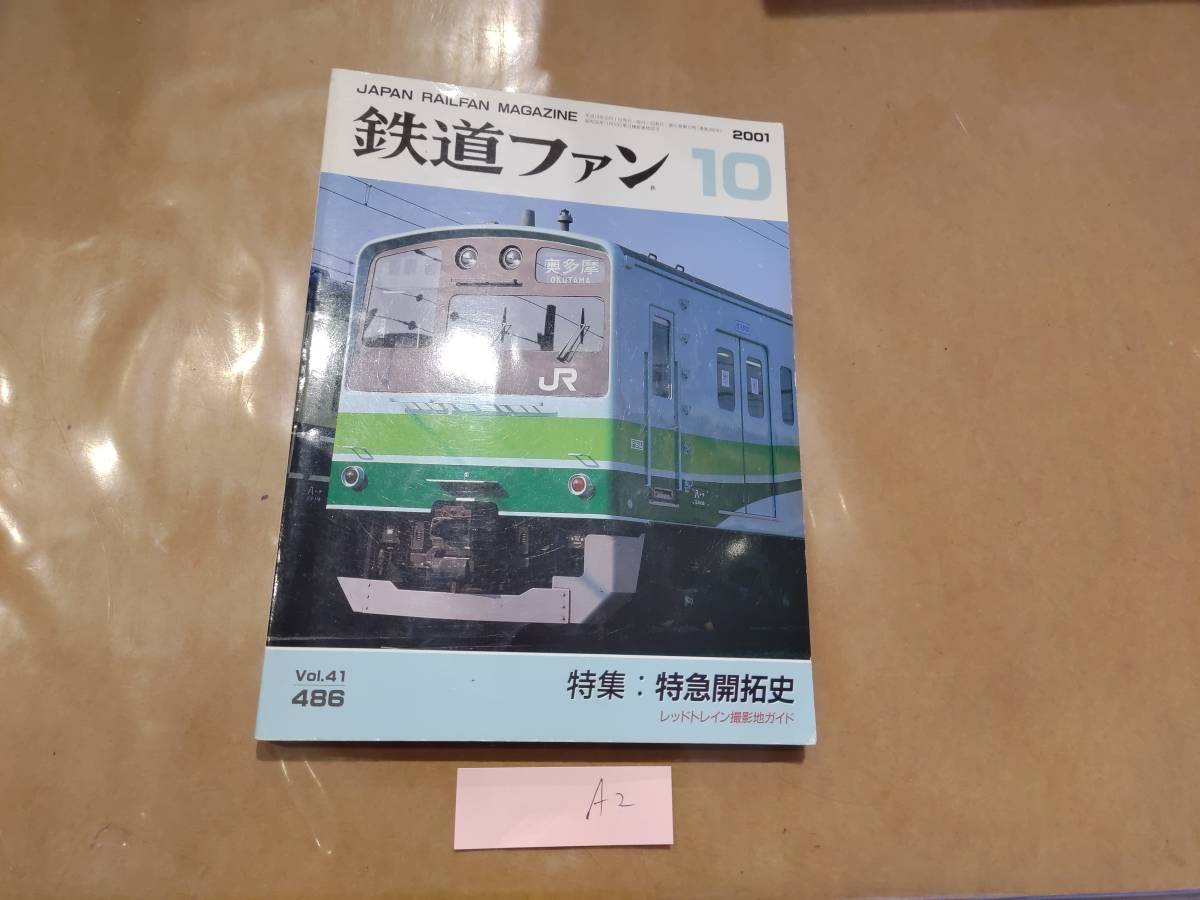 JAPAN RAILFAN MAGAZINE
鉄道ファン
2001
10
奥多摩
OKUTAMA
JR
Vol.41
486
特集：特急開拓史
レッドトレイン撮影地ガイド
A2